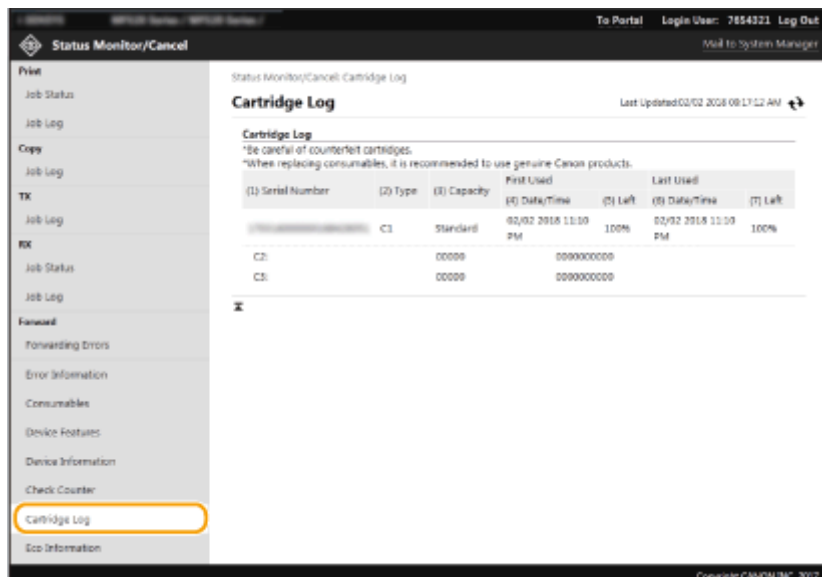 To Portal Login User: 7654321 Log Out
Status Monitor/Cancel Mail to System Manager
Print
Job Status
Job Log
Copy
Job Log
TX
Job Log
RX
Job Status
Job Log
Forward
Forwarding Errors
Error Information
Consumables
Device Features
Device Information
Check Counter
Cartridge Log
Eco Information
Status Monitor/Cancel: Cartridge Log
Cartridge Log Last Updated:02/02 2018 08:17:12 AM
Cartridge Log
*Be careful of counterfeit cartridges.
*When replacing consumables, it is recommended to use genuine Canon products.
First Used Last Used
(1) Serial Number (2) Type (3) Capacity (4) Date/Time (5) Left (6) Date/Time (7) Left
C1 Standard 02/02 2018 11:10 PM 100% 02/02 2018 11:10 PM 100%
C2: 00000 0000000000
C3: 00000 0000000000
Copyright CANON INC. 2017